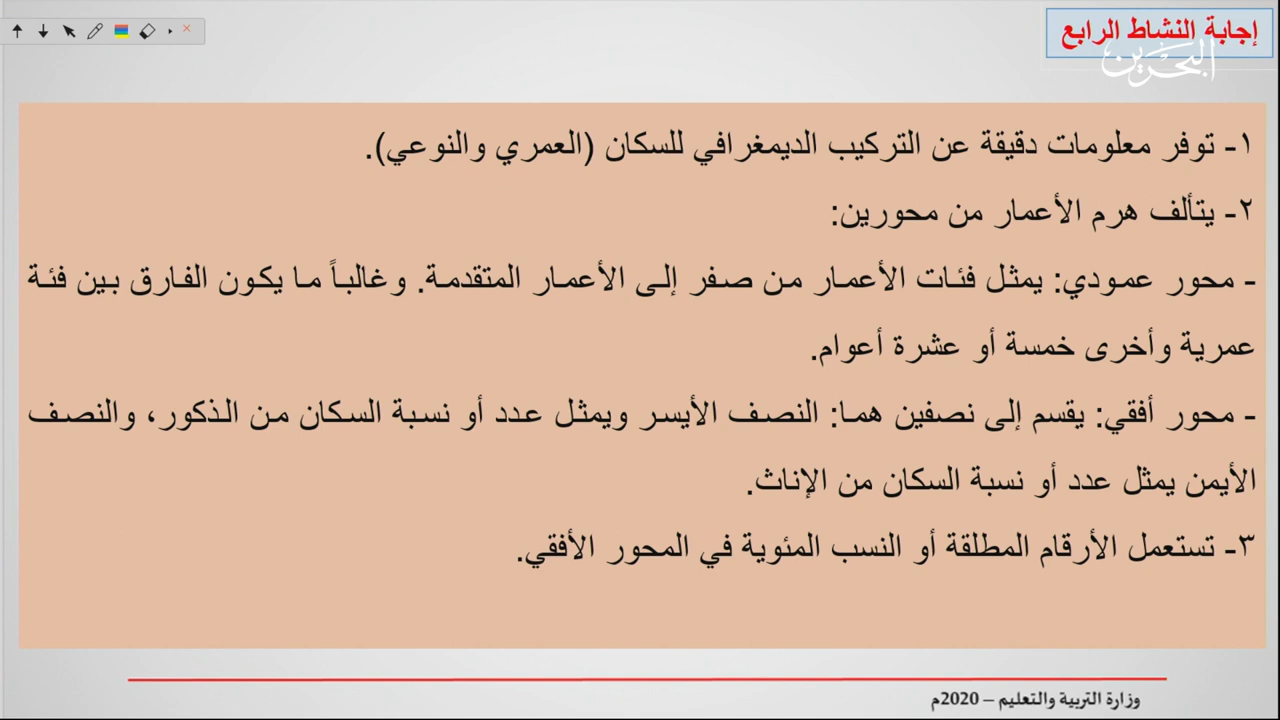 إجابة النشاط الرابع
البحرين
١- توفر معلومات دقيقة عن التركيب الديمغرافي للسكان (العمري والنوعي).
٢- يتألف هرم الأعمار من محورين:
- محور عمودي: يمثل فئات الأعمار من صفر إلى الأعمار المتقدمة. وغالباً ما يكون الفارق بين فئة
عمرية وأخرى خمسة أو عشرة أعوام.
- محور أفقي: يقسم إلى نصفين هما: النصف الأيسر ويمثل عدد أو نسبة السكان من الذكور، والنصف
الأيمن يمثل عدد أو نسبة السكان من الإناث.
٣- تستعمل الأرقام المطلقة أو النسب المئوية في المحور الأفقي.
وزارة التربية والتعليم – 2020م